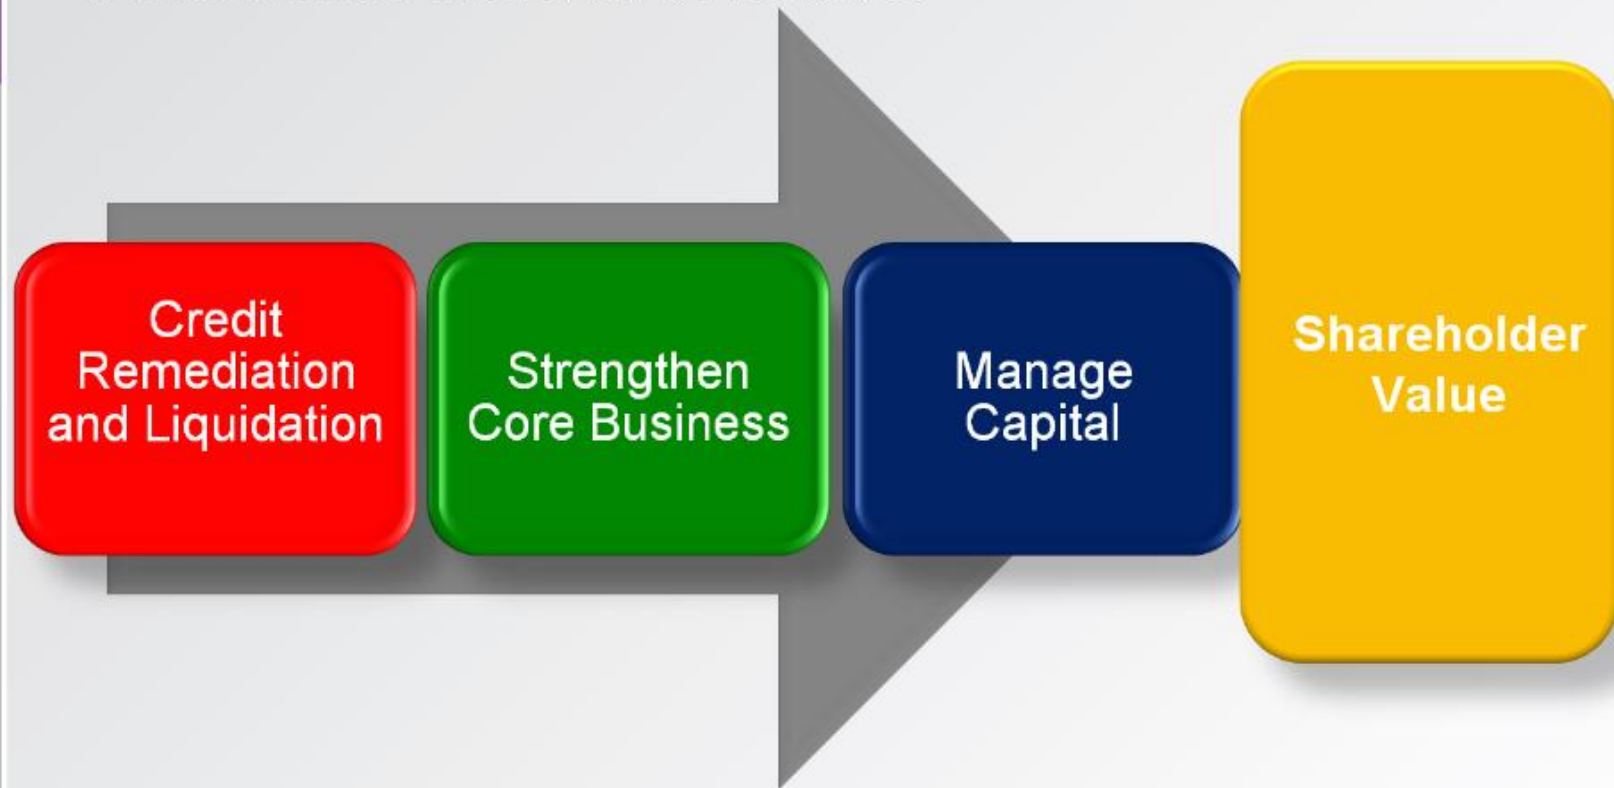 Credit
Remediation
and Liquidation
Strengthen
Core Business
Manage
Capital
Shareholder
Value